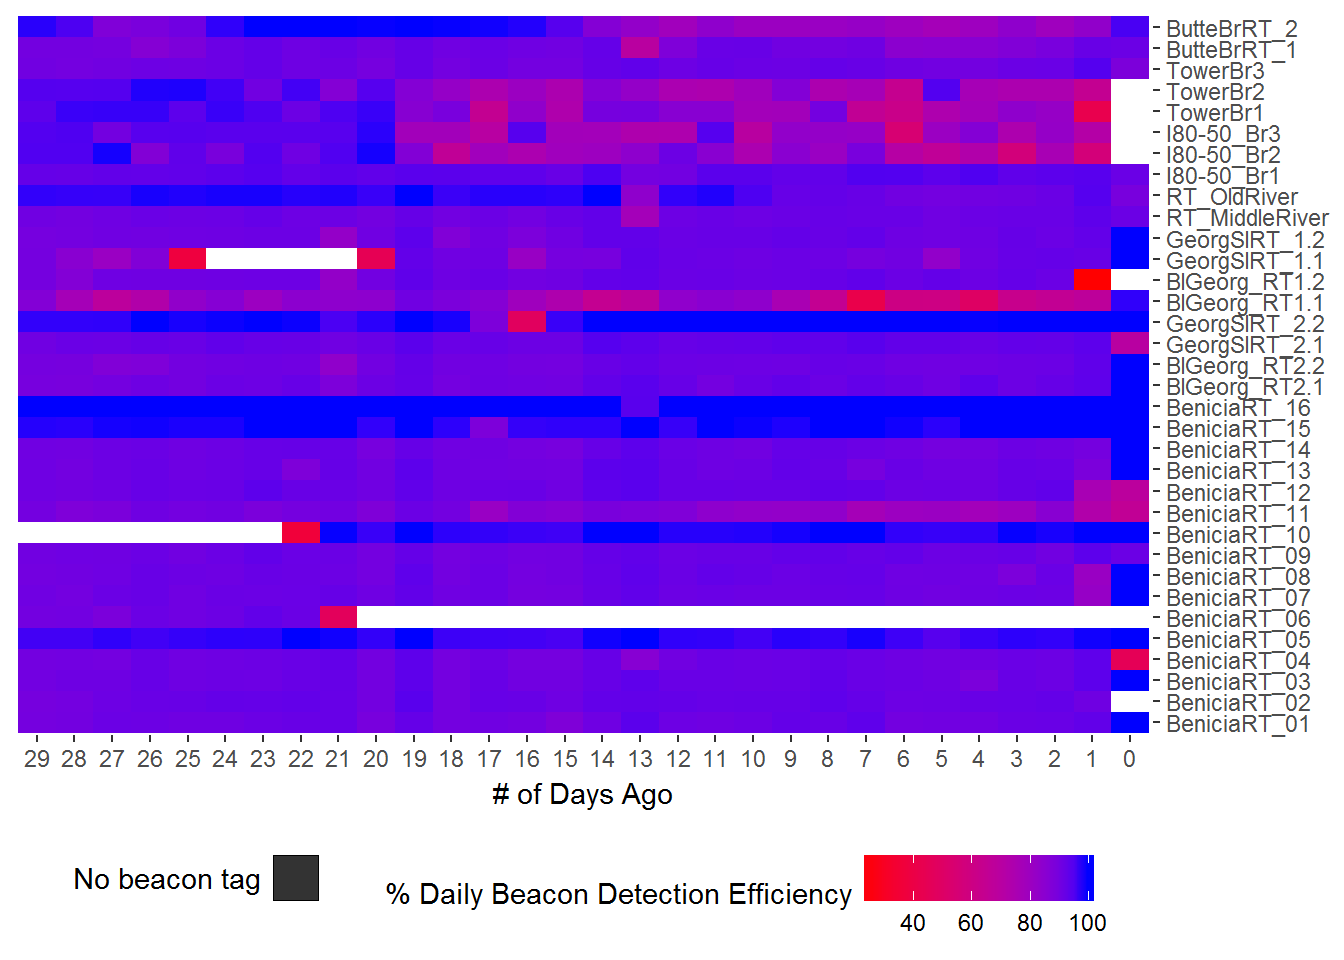 ButteBrRT_2
ButteBrRT_1
TowerBr3
TowerBr2
TowerBr1
I80-50_Br3
I80-50_Br2
I80-50_Br1
RT_OldRiver
RT_MiddleRiver
GeorgSlRT_1.2
GeorgSlRT_1.1
BlGeorg_RT1.2
BlGeorg_RT1.1
GeorgSlRT_2.2
GeorgSlRT_2.1
BlGeorg_RT2.2
BlGeorg_RT2.1
BeniciaRT_16
BeniciaRT_15
BeniciaRT_14
BeniciaRT_13
BeniciaRT_12
BeniciaRT_11
BeniciaRT_10
BeniciaRT_09
BeniciaRT_08
BeniciaRT_07
BeniciaRT_06
BeniciaRT_05
BeniciaRT_04
BeniciaRT_03
BeniciaRT_02
BeniciaRT_01
29 28 27 26 25 24 23 22 21 20 19 18 17 16 15 14 13 12 11 10 9 8 7 6 5 4 3 2 1 0
# of Days Ago
No beacon tag
% Daily Beacon Detection Efficiency
40 60 80 100